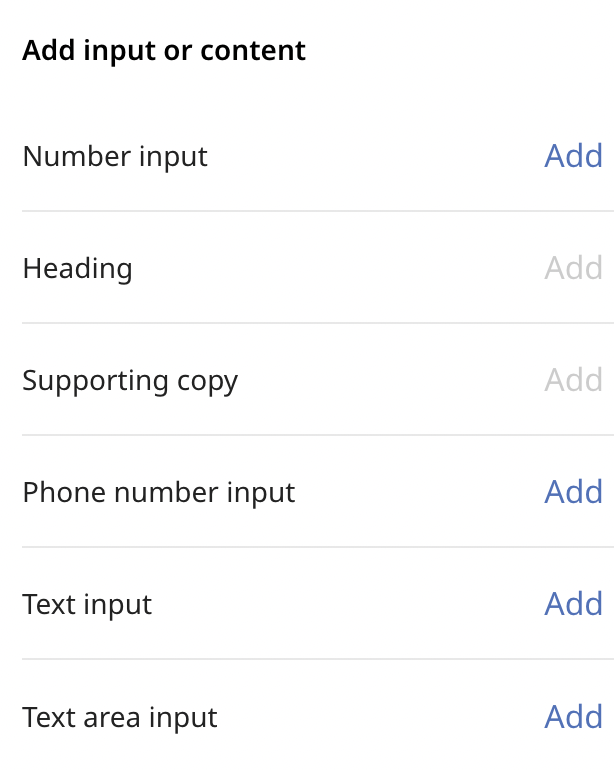 Add input or content
Number input Add
Heading Add
Supporting copy Add
Phone number input Add
Text input Add
Text area input Add